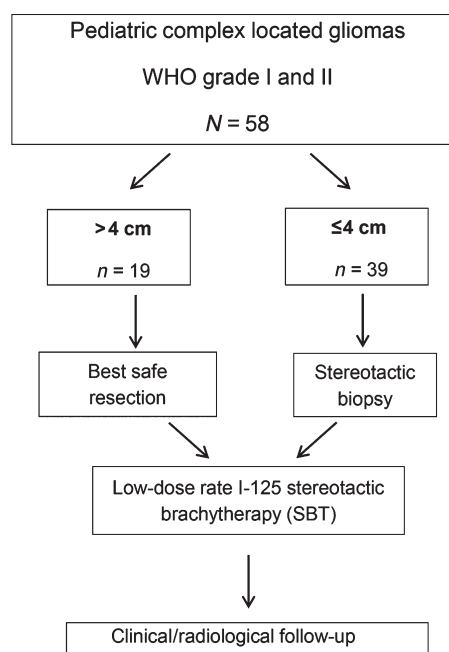 Pediatric complex located gliomas
WHO grade I and II
N = 58
>4 cm
n = 19
≤4 cm
n = 39
Best safe
resection
Stereotactic
biopsy
Low-dose rate I-125 stereotactic
brachytherapy (SBT)
Clinical/radiological follow-up